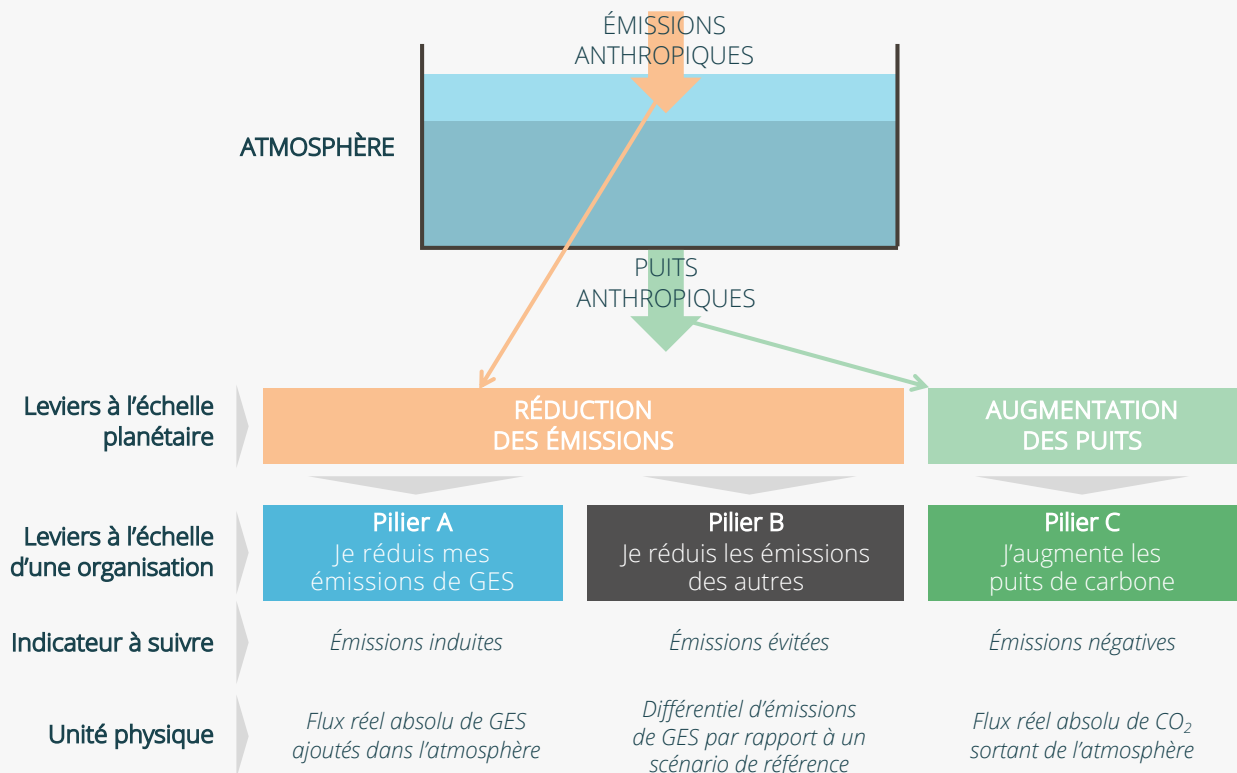 ÉMISSIONS
ANTHROPIQUES
ATMOSPHÈRE
PUITS
ANTHROPIQUES
Leviers à l’échelle
planétaire
RÉDUCTION
DES ÉMISSIONS
AUGMENTATION
DES PUITS
Leviers à l’échelle
d’une organisation
Pilier A
Je réduis mes
émissions de GES
Pilier B
Je réduis les émissions
des autres
Pilier C
J’augmente les
puits de carbone
Indicateur à suivre
Émissions induites
Émissions évitées
Émissions négatives
Unité physique
Flux réel absolu de GES
ajoutés dans l’atmosphère
Différentiel d’émissions
de GES par rapport à un
scénario de référence
Flux réel absolu de CO₂
sortant de l’atmosphère